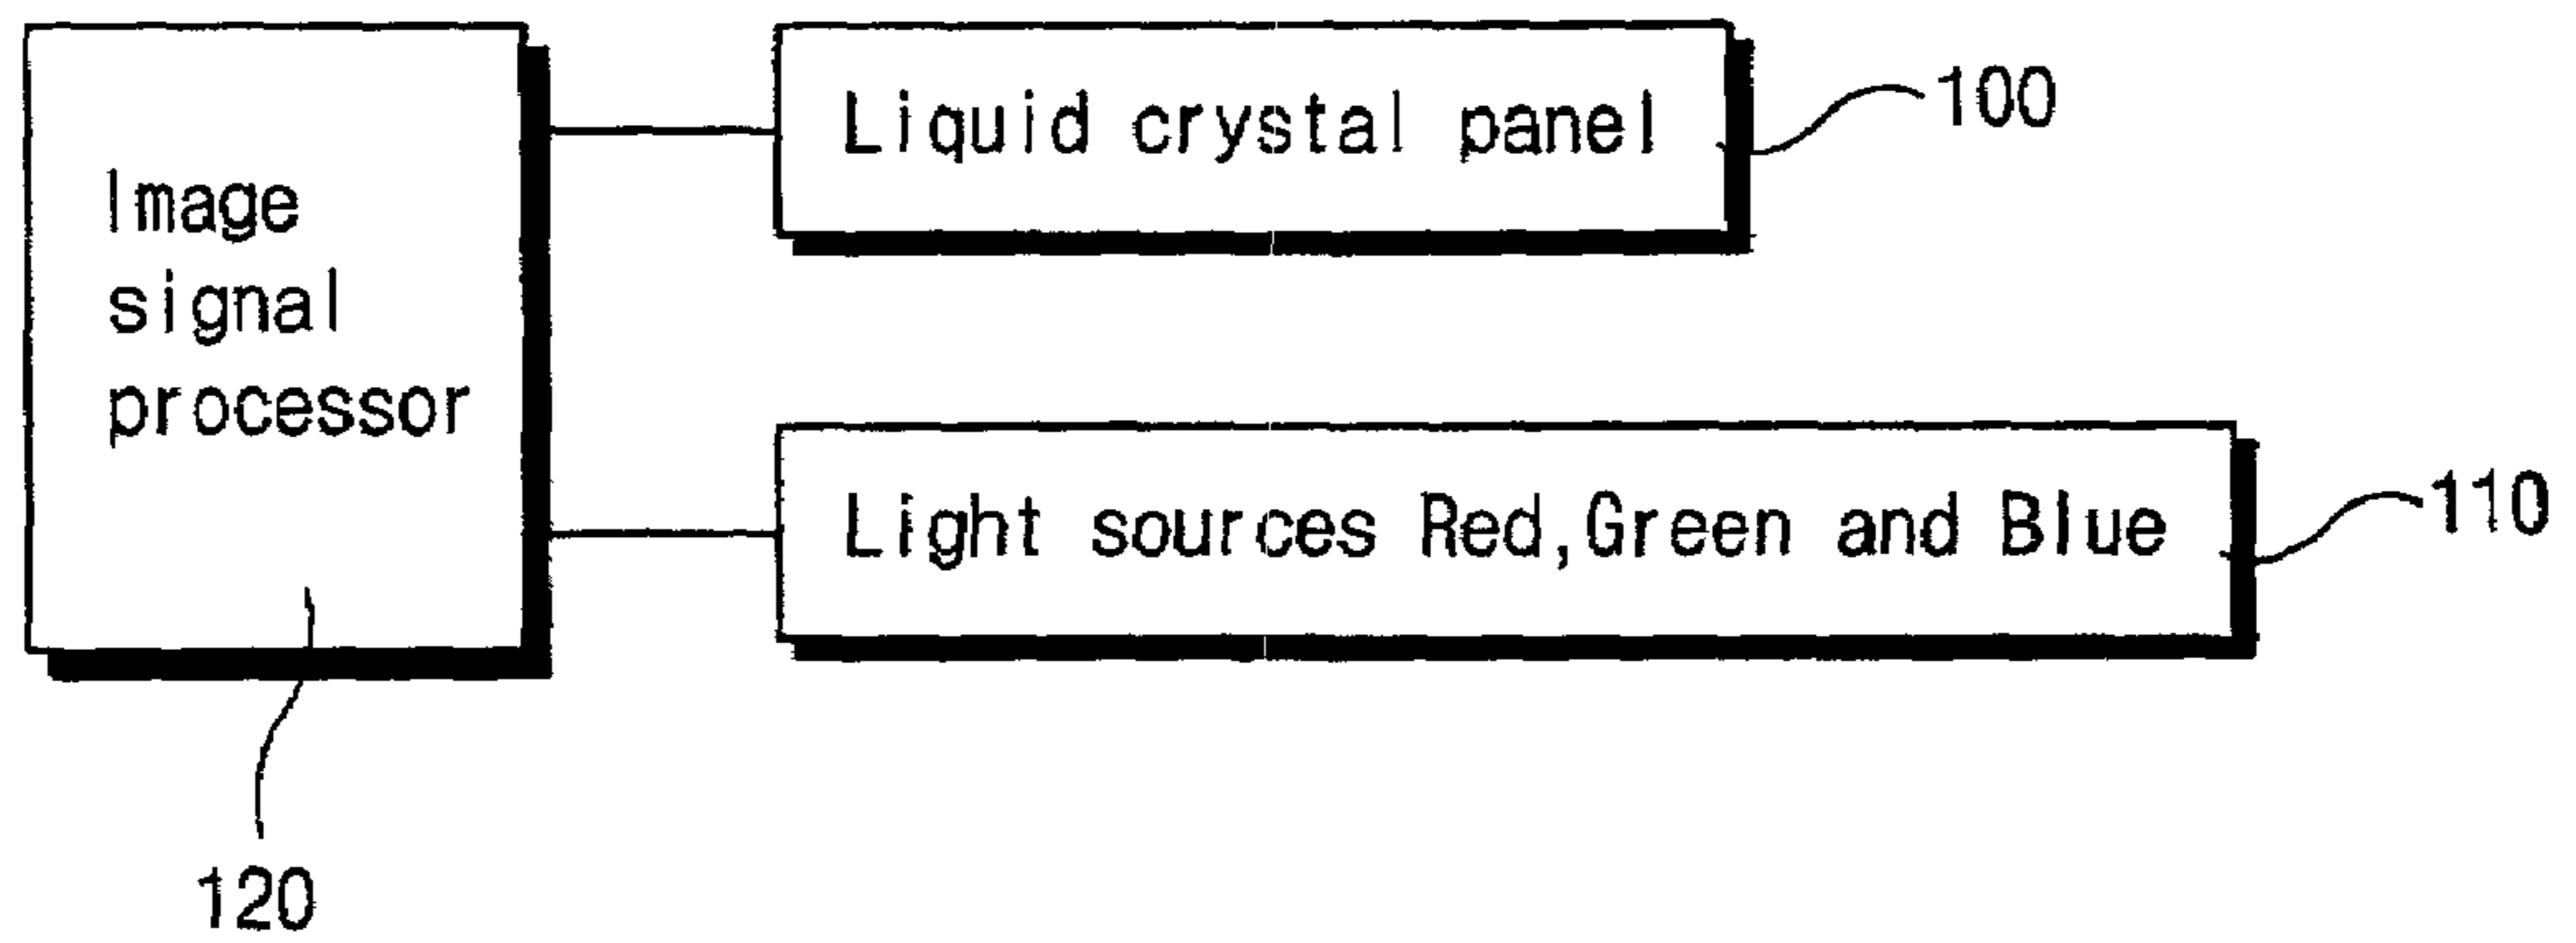 Image
signal
processor
120
Liquid crystal panel
100
Light sources Red,Green and Blue
110